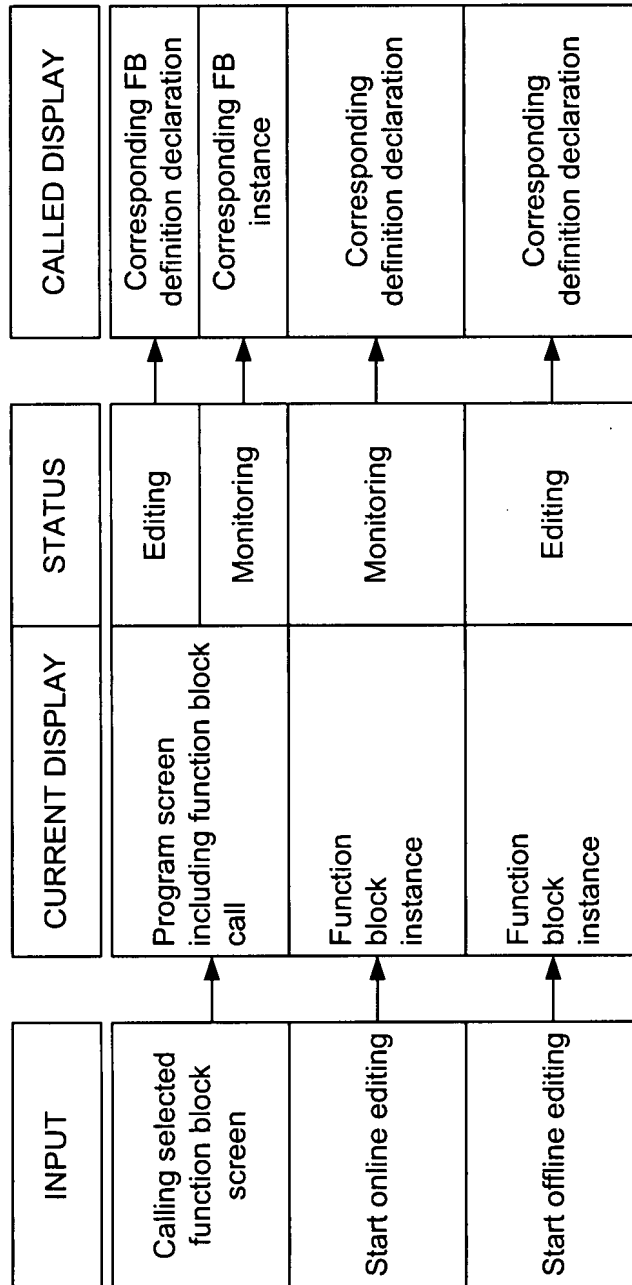 INPUT
CURRENT DISPLAY
STATUS
CALLED DISPLAY
Calling selected
function block
screen
Program screen
including function block
call
Editing
Corresponding FB
definition declaration
Monitoring
Corresponding FB
instance
Start online editing
Function
block
instance
Monitoring
Corresponding
definition declaration
Start offline editing
Function
block
instance
Editing
Corresponding
definition declaration